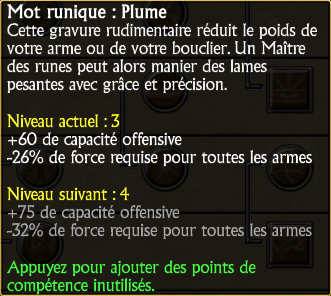 Mot runique : Plume
Cette gravure rudimentaire réduit le poids de
votre arme ou de votre bouclier. Un Maître
des runes peut alors manier des lames
pesantes avec grâce et précision.
Niveau actuel : 3
+60 de capacité offensive
-26% de force requise pour toutes les armes
Niveau suivant : 4
+75 de capacité offensive
-32% de force requise pour toutes les armes
Appuyez pour ajouter des points de
compétence inutilisés.